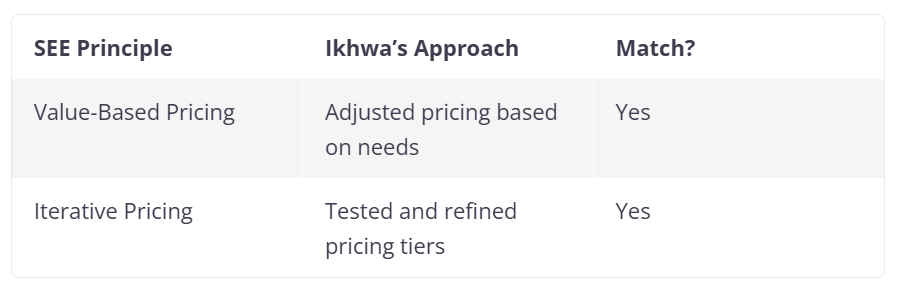 SEE Principle
Ikhwa’s Approach
Match?
Value-Based Pricing
Adjusted pricing based
on needs
Yes
Iterative Pricing
Tested and refined
pricing tiers
Yes